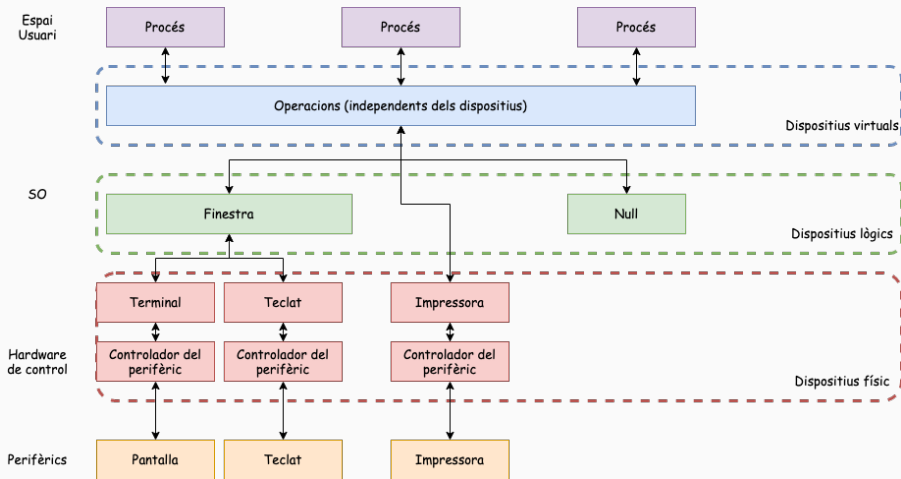 Espai
Usuari
Procés
Procés
Procés
Operacions (independents dels dispositius)
Dispositius virtuals
SO
Finestra
Null
Dispositius lògics
Terminal
Teclat
Impressora
Hardware
de control
Controlador del
perifèric
Controlador del
perifèric
Controlador del
perifèric
Dispositius físic
Perifèrics
Pantalla
Teclat
Impressora